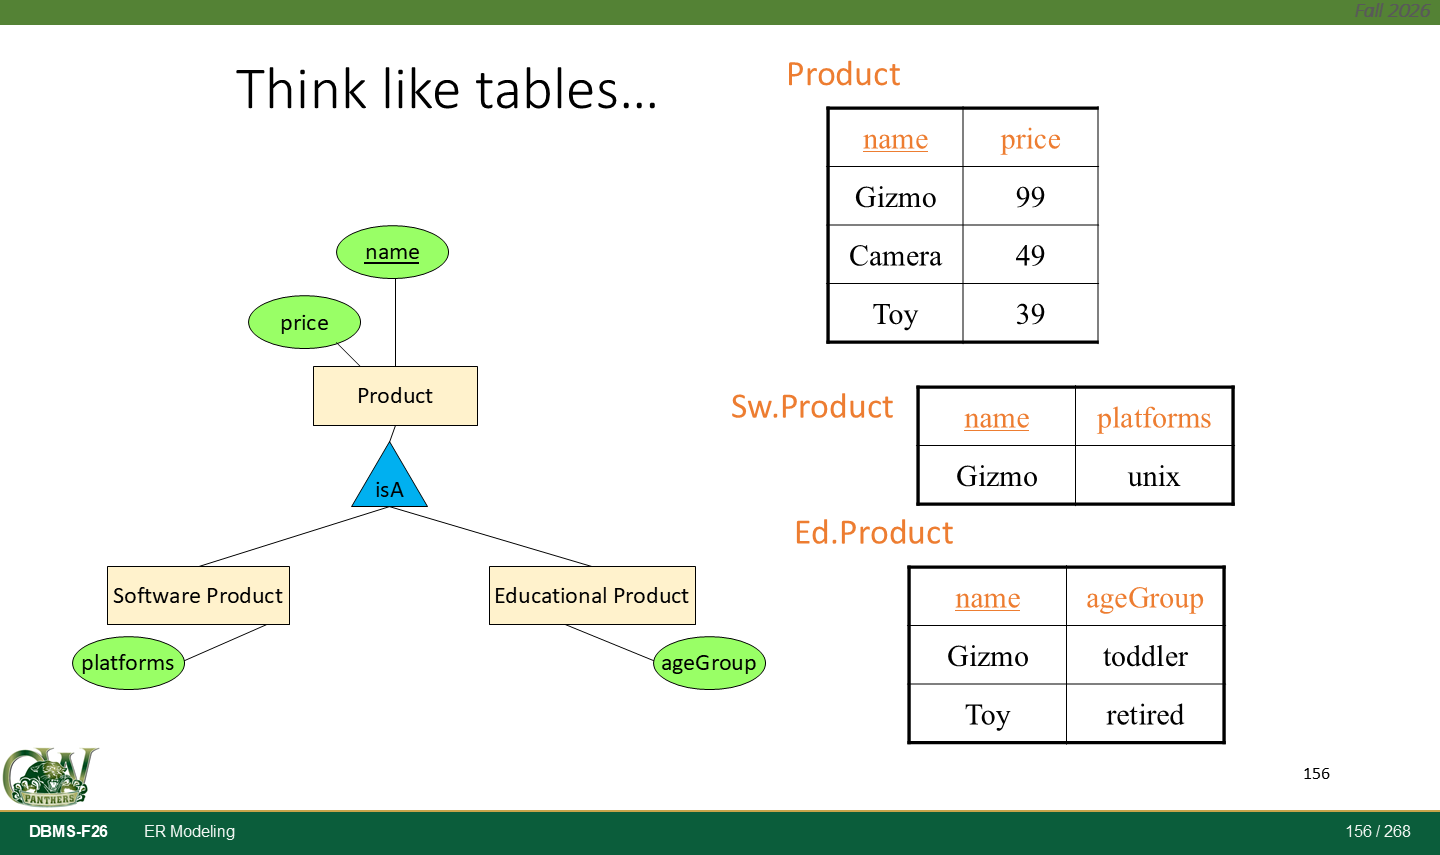 Fall 2026
Think like tables...
name
price
Product
isA
Software Product
Educational Product
platforms
ageGroup
Product
name price
Gizmo 99
Camera 49
Toy 39
Sw.Product
name platforms
Gizmo unix
Ed.Product
name ageGroup
Gizmo toddler
Toy retired
156
OW
PANTHERS
DBMS-F26 ER Modeling 156 / 268